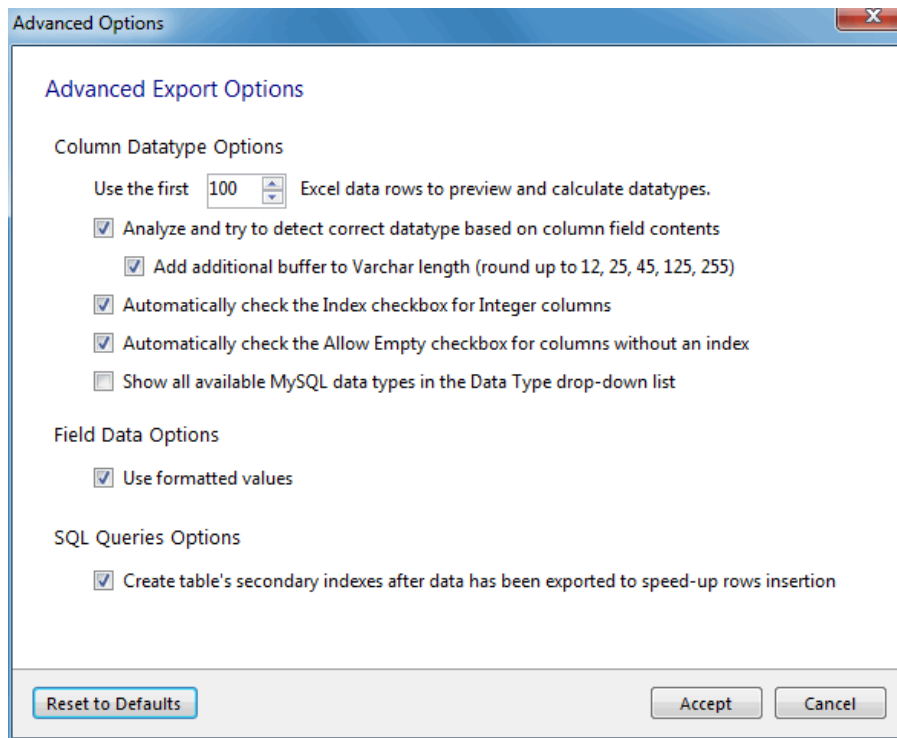 Advanced Options
X
Advanced Export Options
Column Datatype Options
Use the first 100 Excel data rows to preview and calculate datatypes.
Analyze and try to detect correct datatype based on column field contents
Add additional buffer to Varchar length (round up to 12, 25, 45, 125, 255)
Automatically check the Index checkbox for Integer columns
Automatically check the Allow Empty checkbox for columns without an index
Show all available MySQL data types in the Data Type drop-down list
Field Data Options
Use formatted values
SQL Queries Options
Create table's secondary indexes after data has been exported to speed-up rows insertion
Reset to Defaults Accept Cancel